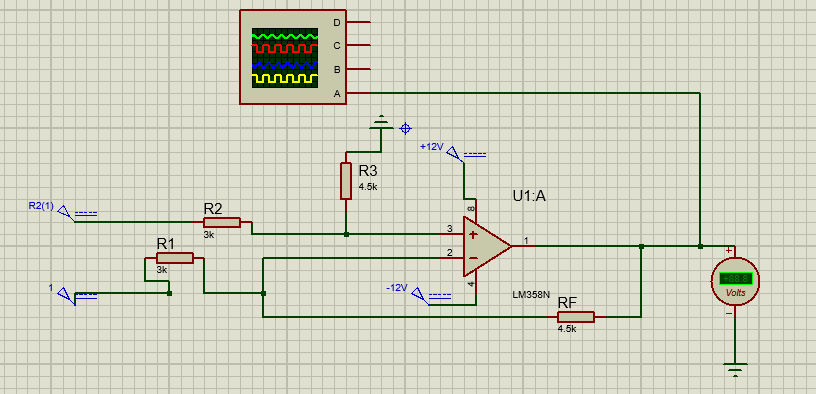 D
C
B
A
+12V
R3
4.5k
U1:A
R2(1)
R2
3k
8
3
2
1
4
R1
3k
1
-12V
LM358N
RF
4.5k
+
Volts